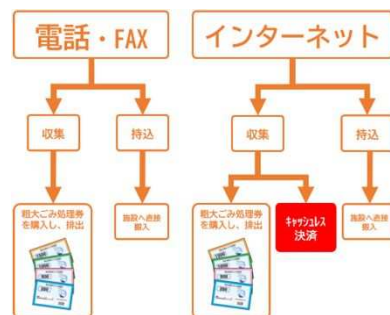 電話・FAX
収集
持込
粗大ごみ処理券
を購入し、排出
施設へ直接
搬入
インターネット
収集
持込
粗大ごみ処理券
を購入し、排出
キャッシュレス
決済
施設へ直接
搬入